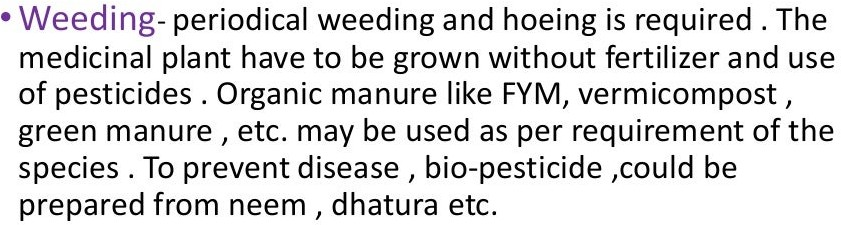 • Weeding- periodical weeding and hoeing is required . The
medicinal plant have to be grown without fertilizer and use
of pesticides . Organic manure like FYM, vermicompost ,
green manure , etc. may be used as per requirement of the
species . To prevent disease , bio-pesticide ,could be
prepared from neem , dhatura etc.